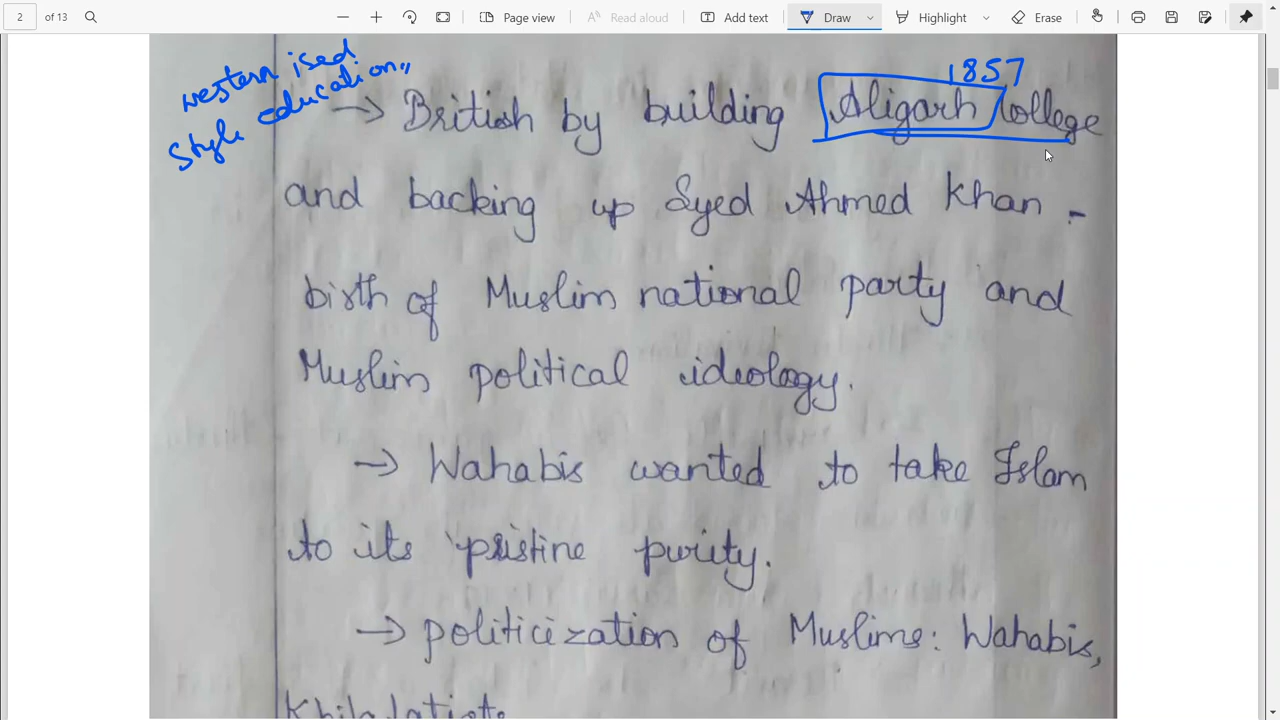 2 of 13 Page view Read aloud Add text Draw Highlight Erase
western ised
style education,,
1857
→ British by building Aligarh College
and backing up Syed Ahmed Khan -
birth of Muslim national party and
Muslim political ideology.
→ Wahabis wanted to take Islam
to its pristine purity.
→ politicization of Muslims: Wahabis,